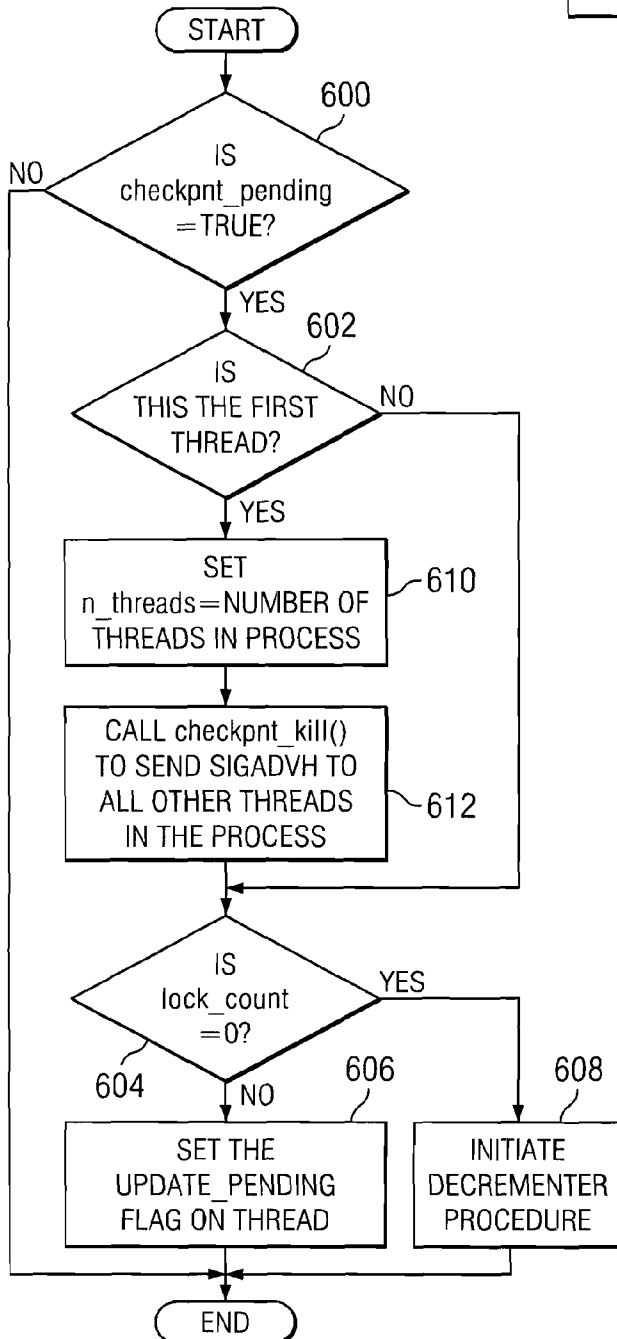 START
600
IS
checkpnt_pending
=TRUE?
NO
YES
602
IS
THIS THE FIRST
THREAD?
NO
YES
SET
n_threads=NUMBER OF
THREADS IN PROCESS
610
CALL checkpnt_kill()
TO SEND SIGADVH TO
ALL OTHER THREADS
IN THE PROCESS
612
IS
lock_count
=0?
YES
604
NO
606
608
SET THE
UPDATE_PENDING
FLAG ON THREAD
INITIATE
DECREMENTER
PROCEDURE
END